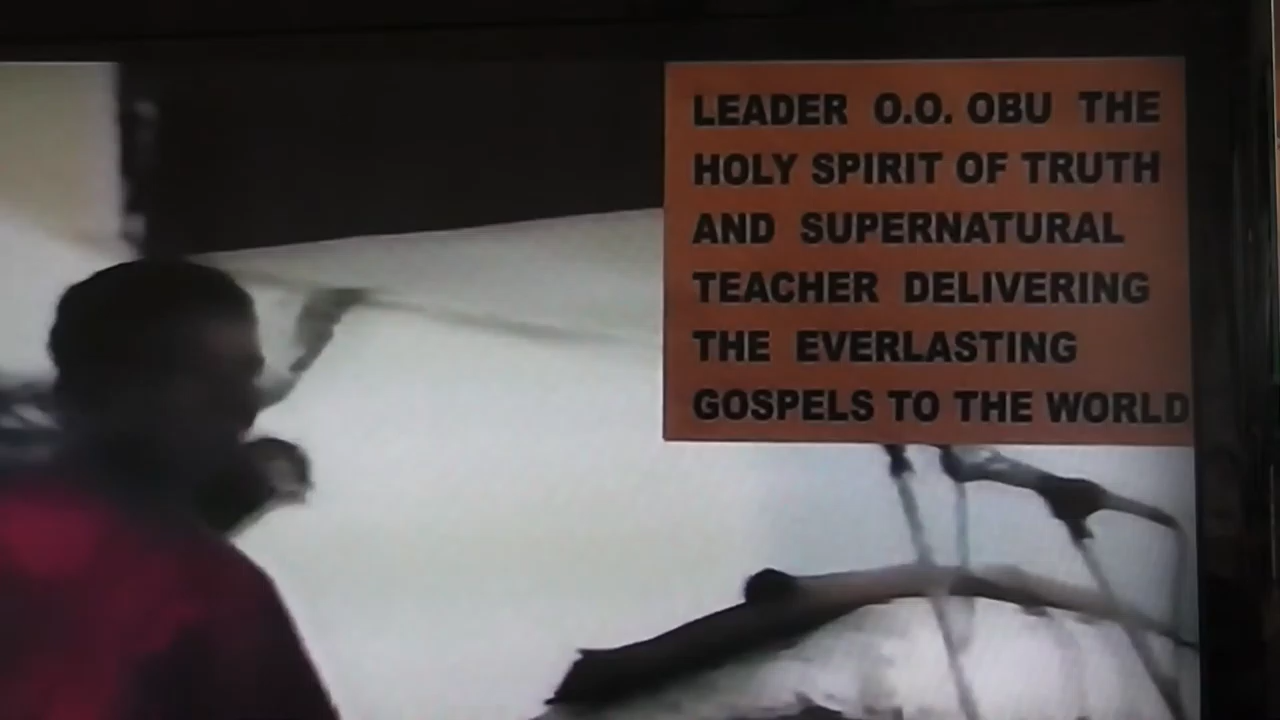 LEADER O.O. OBU THE
HOLY SPIRIT OF TRUTH
AND SUPERNATURAL
TEACHER DELIVERING
THE EVERLASTING
GOSPELS TO THE WORLD